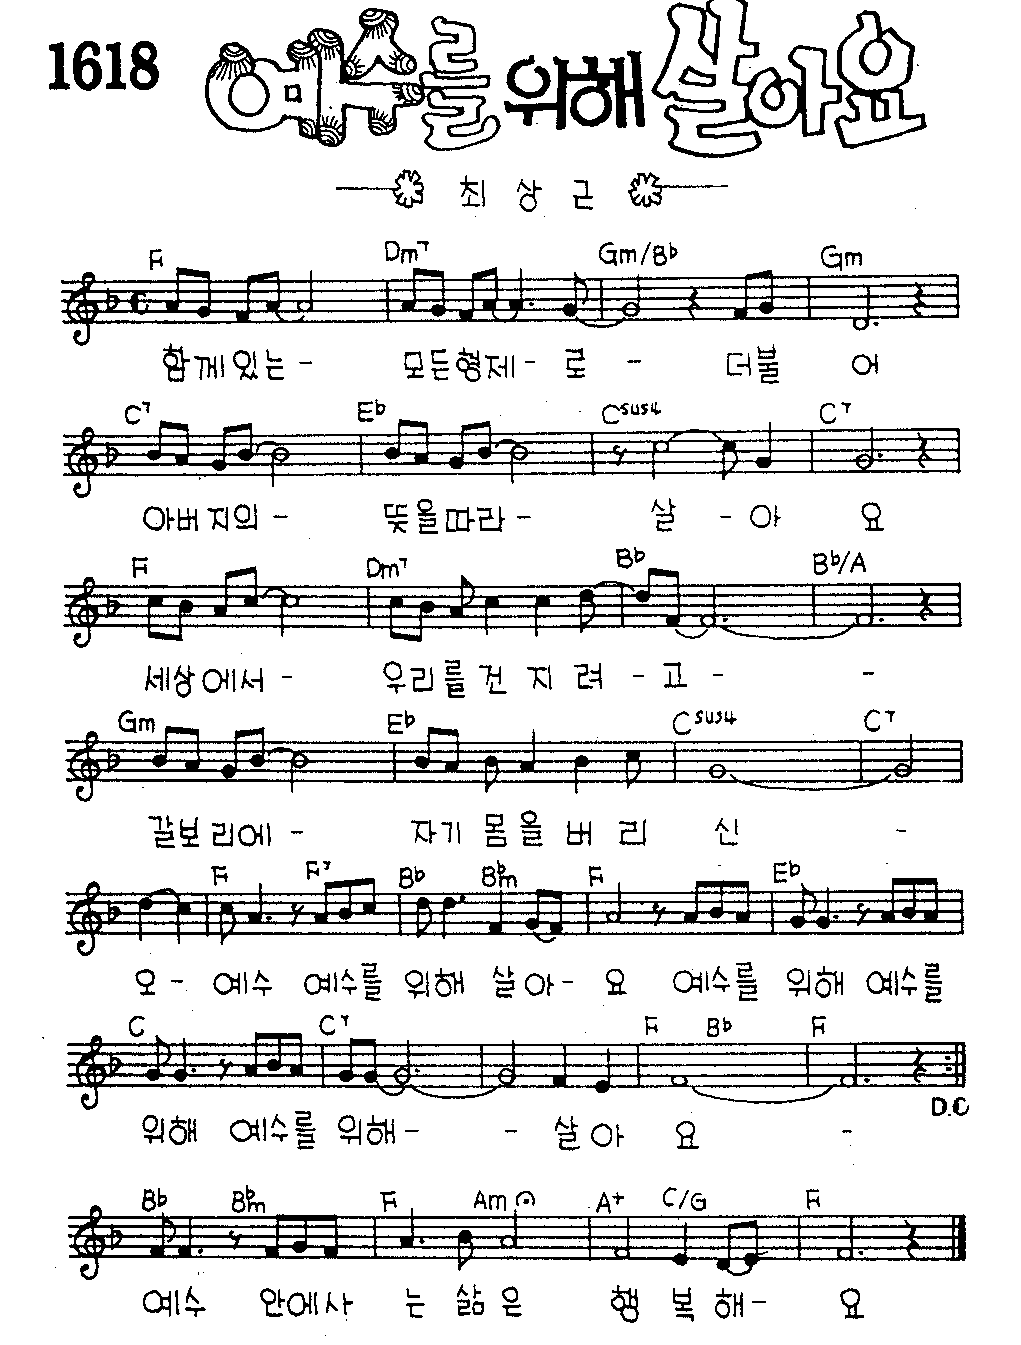 1618 예수를 위해 살아요
최 상 근
F Dm7 Gm/B♭ Gm
함께있는- 모든형제-로 - 더불 어
C7 E♭ Csus4 C7
아버지의- 뜻을따라- 살 -아 요
F Dm7 B♭ B♭/A
세상에서- 우리를 건 지 려 -고 - -
Gm E♭ Csus4 C7
갈보리에- 자기 몸을 버 리 신 -
F F7 B♭ B♭m F E♭
오- 예수 예수를 위해 살아- 요 예수를 위해 예수를
C C7 F B♭ F
D.C
위해 예수를 위해- - 살 아 요 -
B♭ B♭m F Am A+ C/G F
예수 안에사 는 삶은 행 복 해- 요